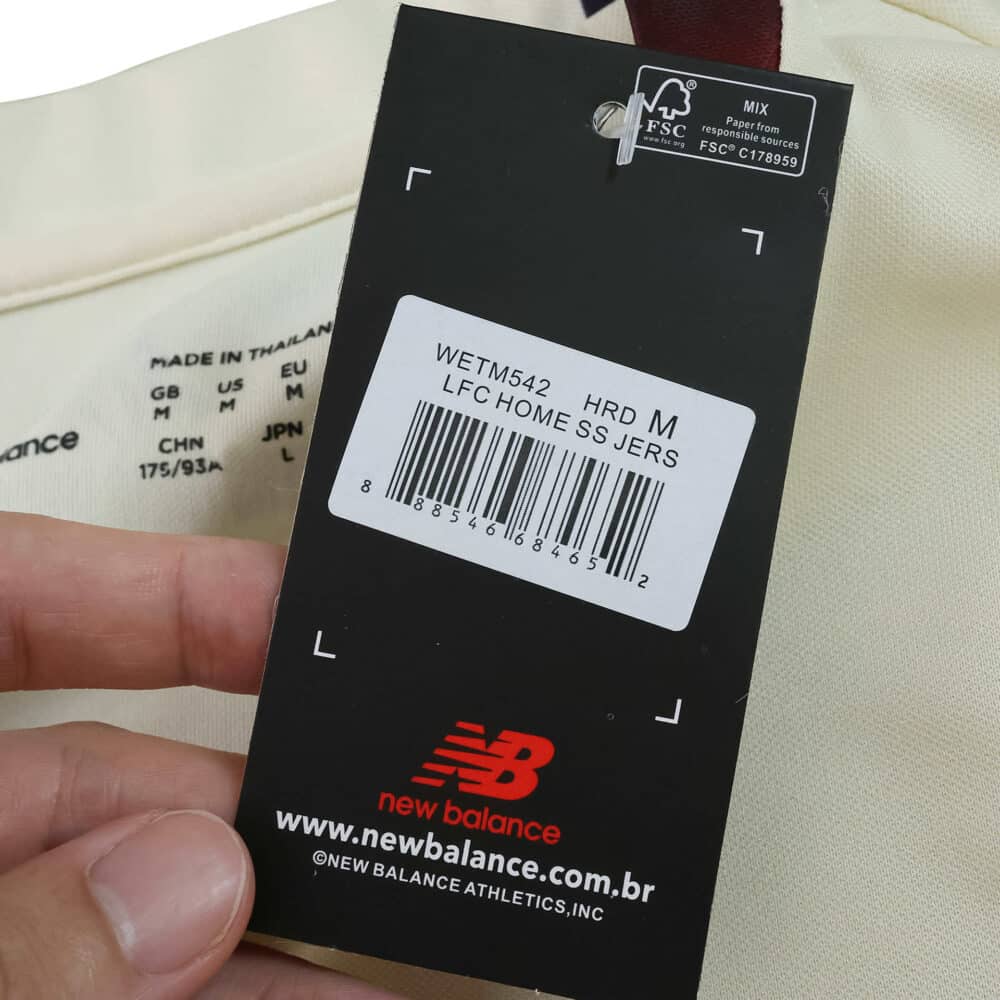 FSC®
www.fsc.org
MIX
Paper from
responsible sources
FSC® C178959
MADE IN THAILAN
GB US EU
M M M
CHN JPN
175/93A L
ance
WETM542 HRD M
LFC HOME SS JERS
8 88546 68465 2
NB
new balance
www.newbalance.com.br
©NEW BALANCE ATHLETICS,INC